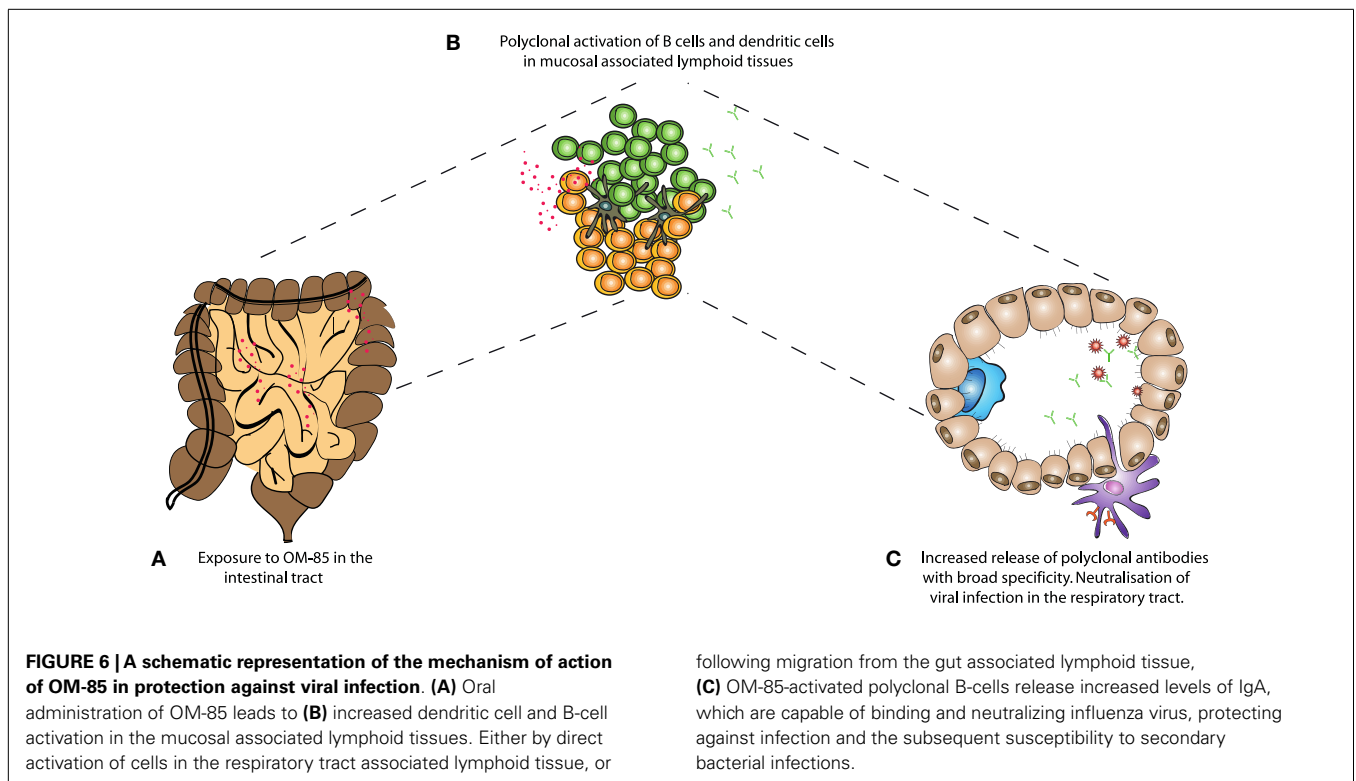 B Polyclonal activation of B cells and dendritic cells
in mucosal associated lymphoid tissues
A Exposure to OM-85 in the
intestinal tract
C Increased release of polyclonal antibodies
with broad specificity. Neutralisation of
viral infection in the respiratory tract.
FIGURE 6 | A schematic representation of the mechanism of action
of OM-85 in protection against viral infection. (A) Oral
administration of OM-85 leads to (B) increased dendritic cell and B-cell
activation in the mucosal associated lymphoid tissues. Either by direct
activation of cells in the respiratory tract associated lymphoid tissue, or
following migration from the gut associated lymphoid tissue,
(C) OM-85-activated polyclonal B-cells release increased levels of IgA,
which are capable of binding and neutralizing influenza virus, protecting
against infection and the subsequent susceptibility to secondary
bacterial infections.